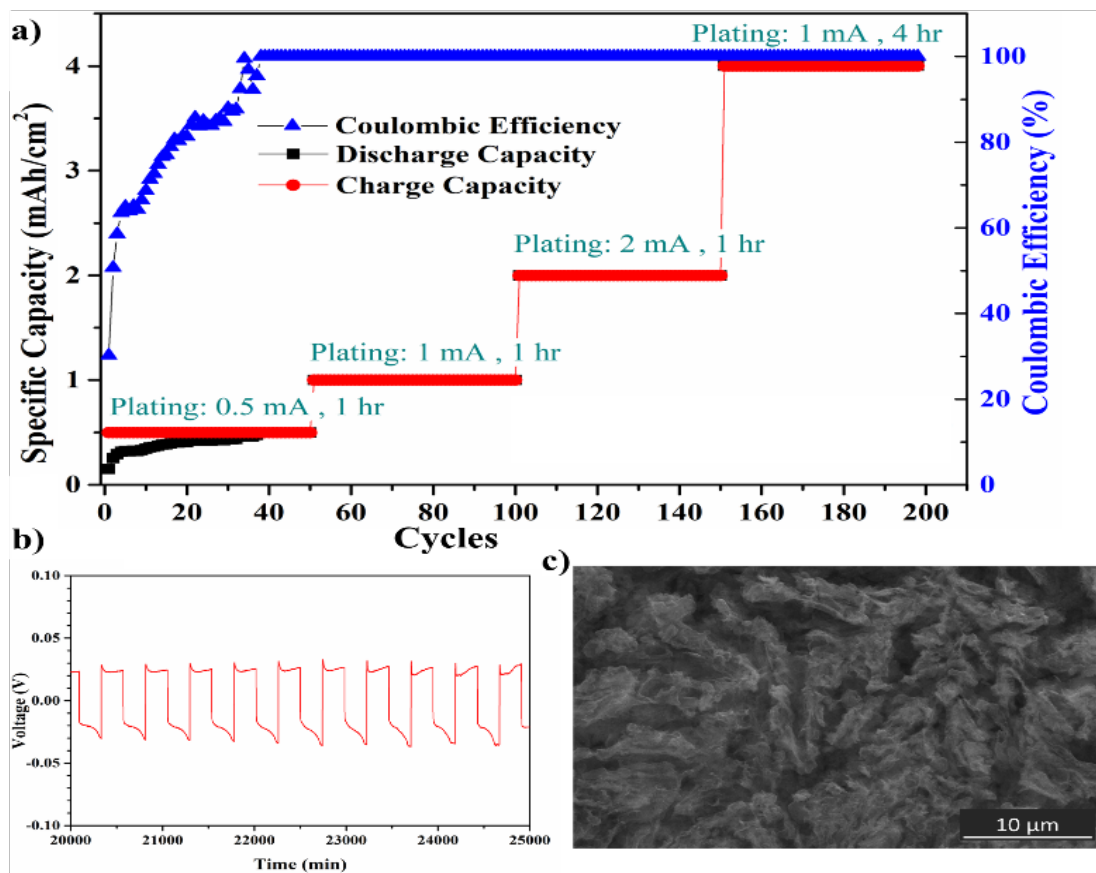 a)
Plating: 1 mA , 4 hr
Coulombic Efficiency
Discharge Capacity
Charge Capacity
Plating: 2 mA , 1 hr
Plating: 1 mA , 1 hr
Plating: 0.5 mA , 1 hr
Specific Capacity (mAh/cm²)
4
3
2
1
0
Coulombic Efficiency (%)
100
80
60
40
20
0
0 20 40 60 80 100 120 140 160 180 200
Cycles
b)
Voltage (V)
0.10
0.05
0.00
-0.05
-0.10
20000 21000 22000 23000 24000 25000
Time (min)
c)
10 µm